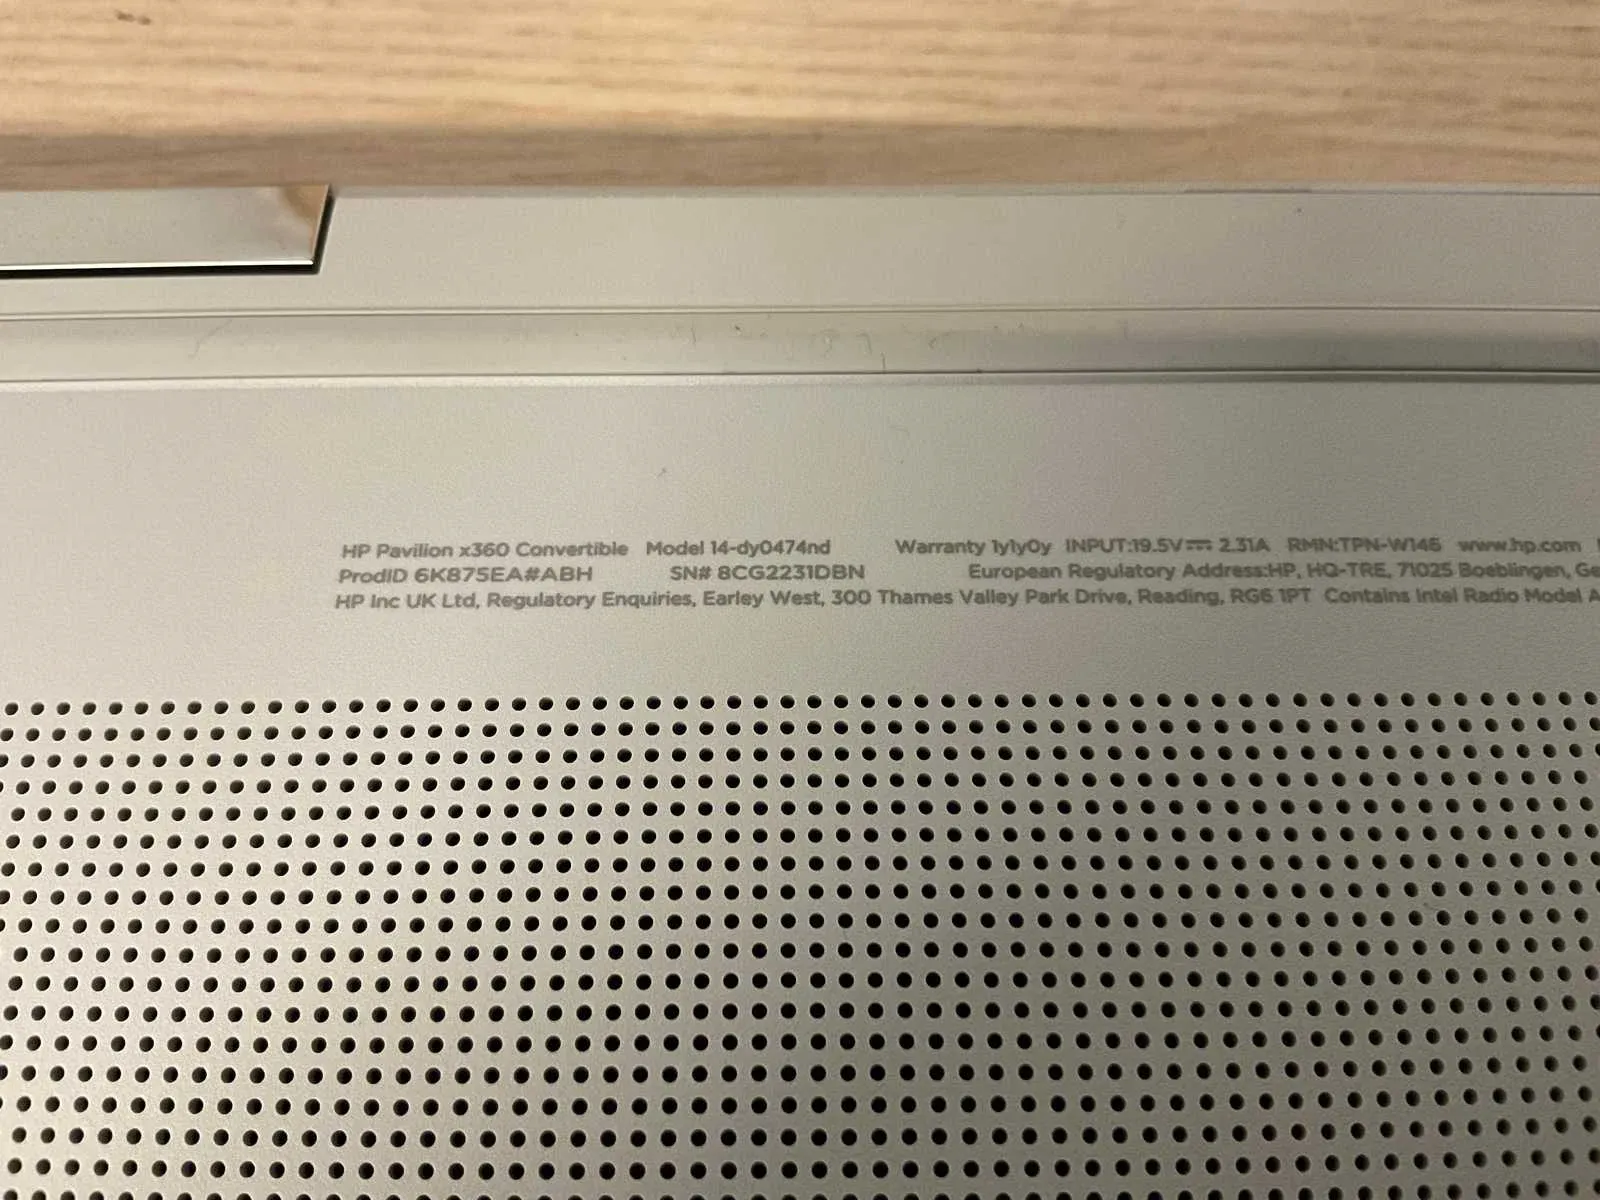 HP Pavilion x360 Convertible Model 14-dy0474nd Warranty 1y1y0y INPUT:19.5V⎓ 2.31A RMN:TPN-W146 www.hp.com
ProdID 6K875EA#ABH SN# 8CG2231DBN European Regulatory Address:HP, HQ-TRE, 71025 Boeblingen, Ge
HP Inc UK Ltd, Regulatory Enquiries, Earley West, 300 Thames Valley Park Drive, Reading, RG6 1PT Contains Intel Radio Model A